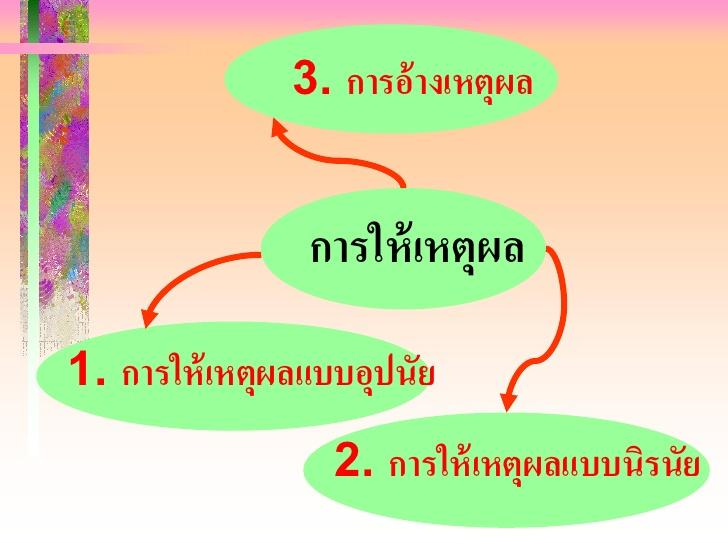 3. การอ้างเหตุผล
การให้เหตุผล
1. การให้เหตุผลแบบอุปนัย
2. การให้เหตุผลแบบนิรนัย